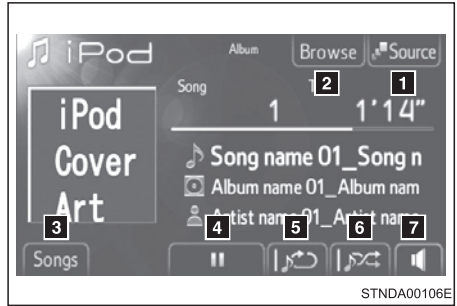 iPod
Album
Browse
Source
2
1
Song
T
1
1'14"
iPod
Cover
Art
Song name 01_Song n
Album name 01_Album nam
Artist name 01_Artist name
3
4
5
6
7
Songs
STNDA00106E